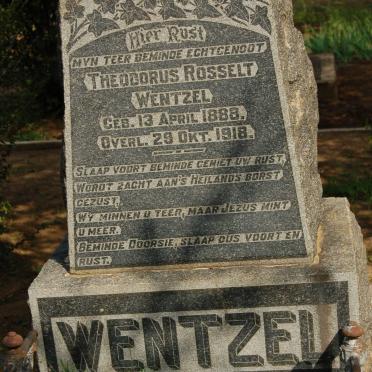 Hier Rust
MYN TEER BEMINDE ECHTGENOOT
THEODORUS ROSSELT
WENTZEL
GEB. 13 APRIL 1888.
OVERL. 29 OKT. 1918.
SLAAP VOORT BEMINDE GENIET UW RUST,
WORDT ZACHT AAN'S HEILANDS BORST
GEZUST,
WY MINNEN U TEER, MAAR JEZUS MINT
U MEER.
BEMINDE DOORSIE, SLAAP DUS VOORT EN
RUST.
WENTZEL